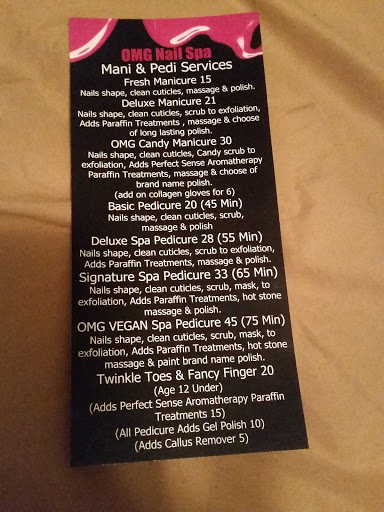 OMG Nail Spa
Mani & Pedi Services
Fresh Manicure 15
Nails shape, clean cuticles, massage & polish.
Deluxe Manicure 21
Nails shape, clean cuticles, scrub to exfoliation,
Adds Paraffin Treatments , massage & choose
of long lasting polish.
OMG Candy Manicure 30
Nails shape, clean cuticles, Candy scrub to
exfoliation, Adds Perfect Sense Aromatherapy
Paraffin Treatments, massage & choose of
brand name polish.
(add on collagen gloves for 6)
Basic Pedicure 20 (45 Min)
Nails shape, clean cuticles, scrub,
massage & polish
Deluxe Spa Pedicure 28 (55 Min)
Nails shape, clean cuticles, scrub to exfoliation,
Adds Paraffin Treatments, massage & polish.
Signature Spa Pedicure 33 (65 Min)
Nails shape, clean cuticles, scrub, mask, to
exfoliation, Adds Paraffin Treatments, hot stone
massage & polish.
OMG VEGAN Spa Pedicure 45 (75 Min)
Nails shape, clean cuticles, scrub, mask, to
exfoliation, Adds Paraffin Treatments, hot stone
massage & paint brand name polish.
Twinkle Toes & Fancy Finger 20
(Age 12 Under)
(Adds Perfect Sense Aromatherapy Paraffin
Treatments 15)
(All Pedicure Adds Gel Polish 10)
(Adds Callus Remover 5)